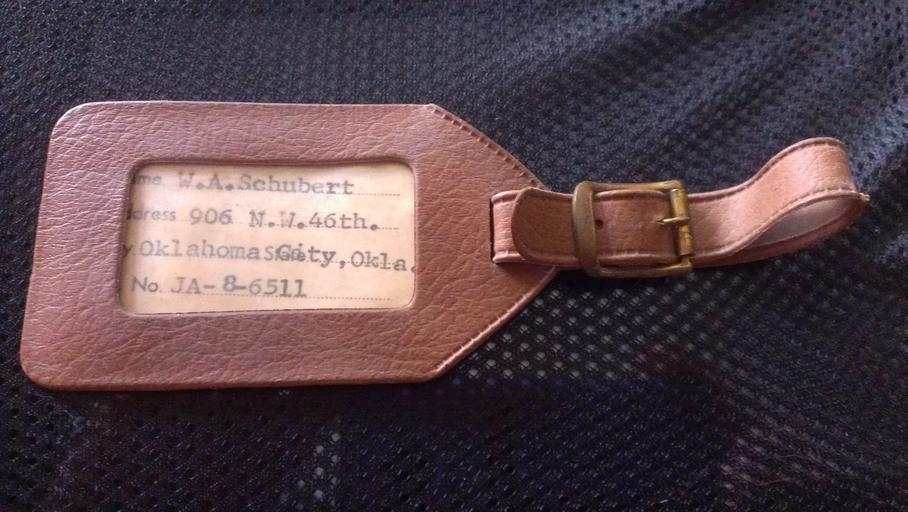 me W.A.Schubert
dress 906 N.W.46th.
y Oklahoma City, Okla.
No. JA-8-6511